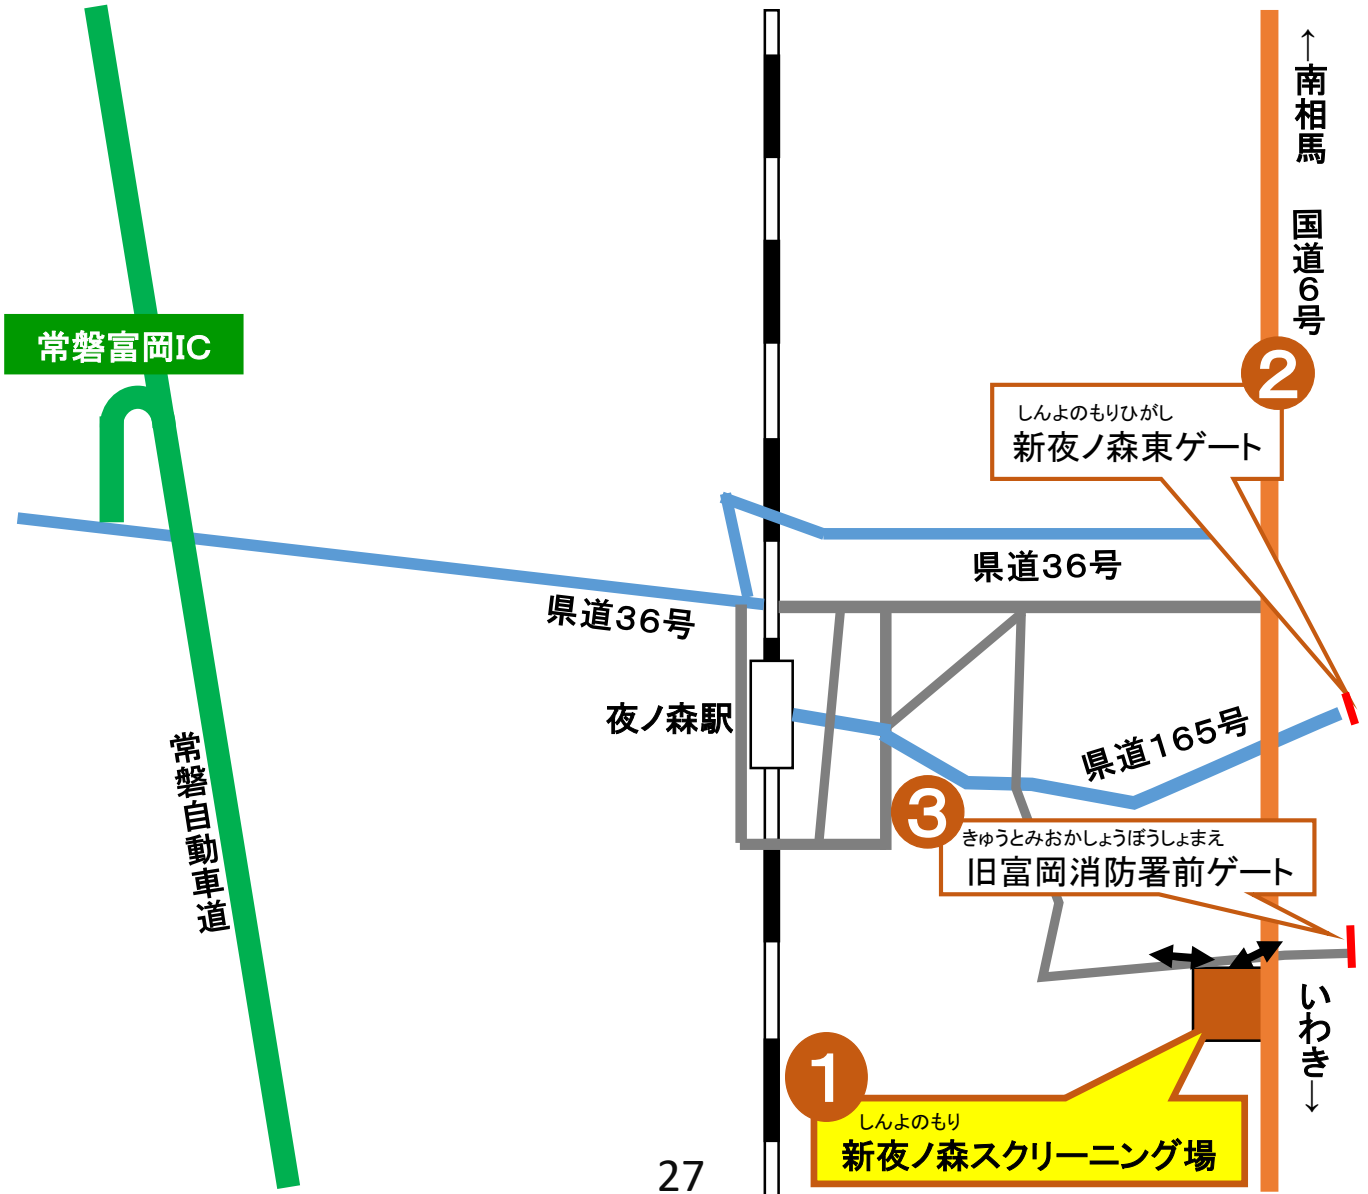 ↑南相馬
国道6号
常磐富岡IC
2
しんよのもりひがし
新夜ノ森東ゲート
県道36号
県道36号
夜ノ森駅
県道165号
常磐自動車道
3
きゅうとみおかしょうぼうしょまえ
旧富岡消防署前ゲート
いわき↓
1
しんよのもり
新夜ノ森スクリーニング場
27